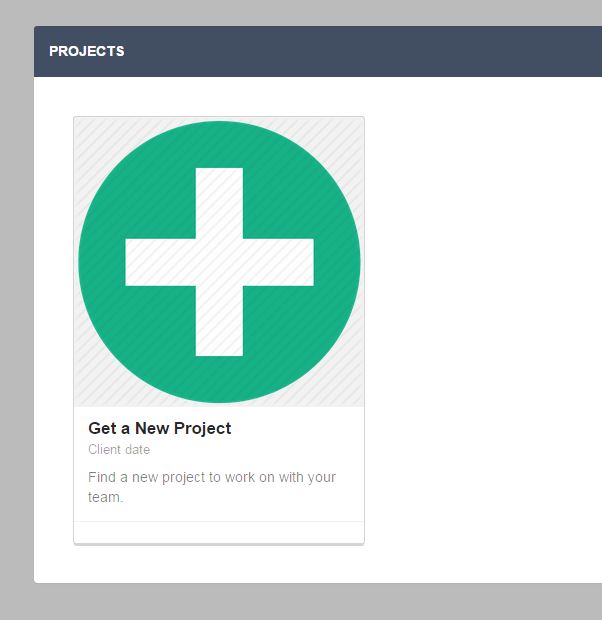 PROJECTS
Get a New Project
Client date
Find a new project to work on with your
team.